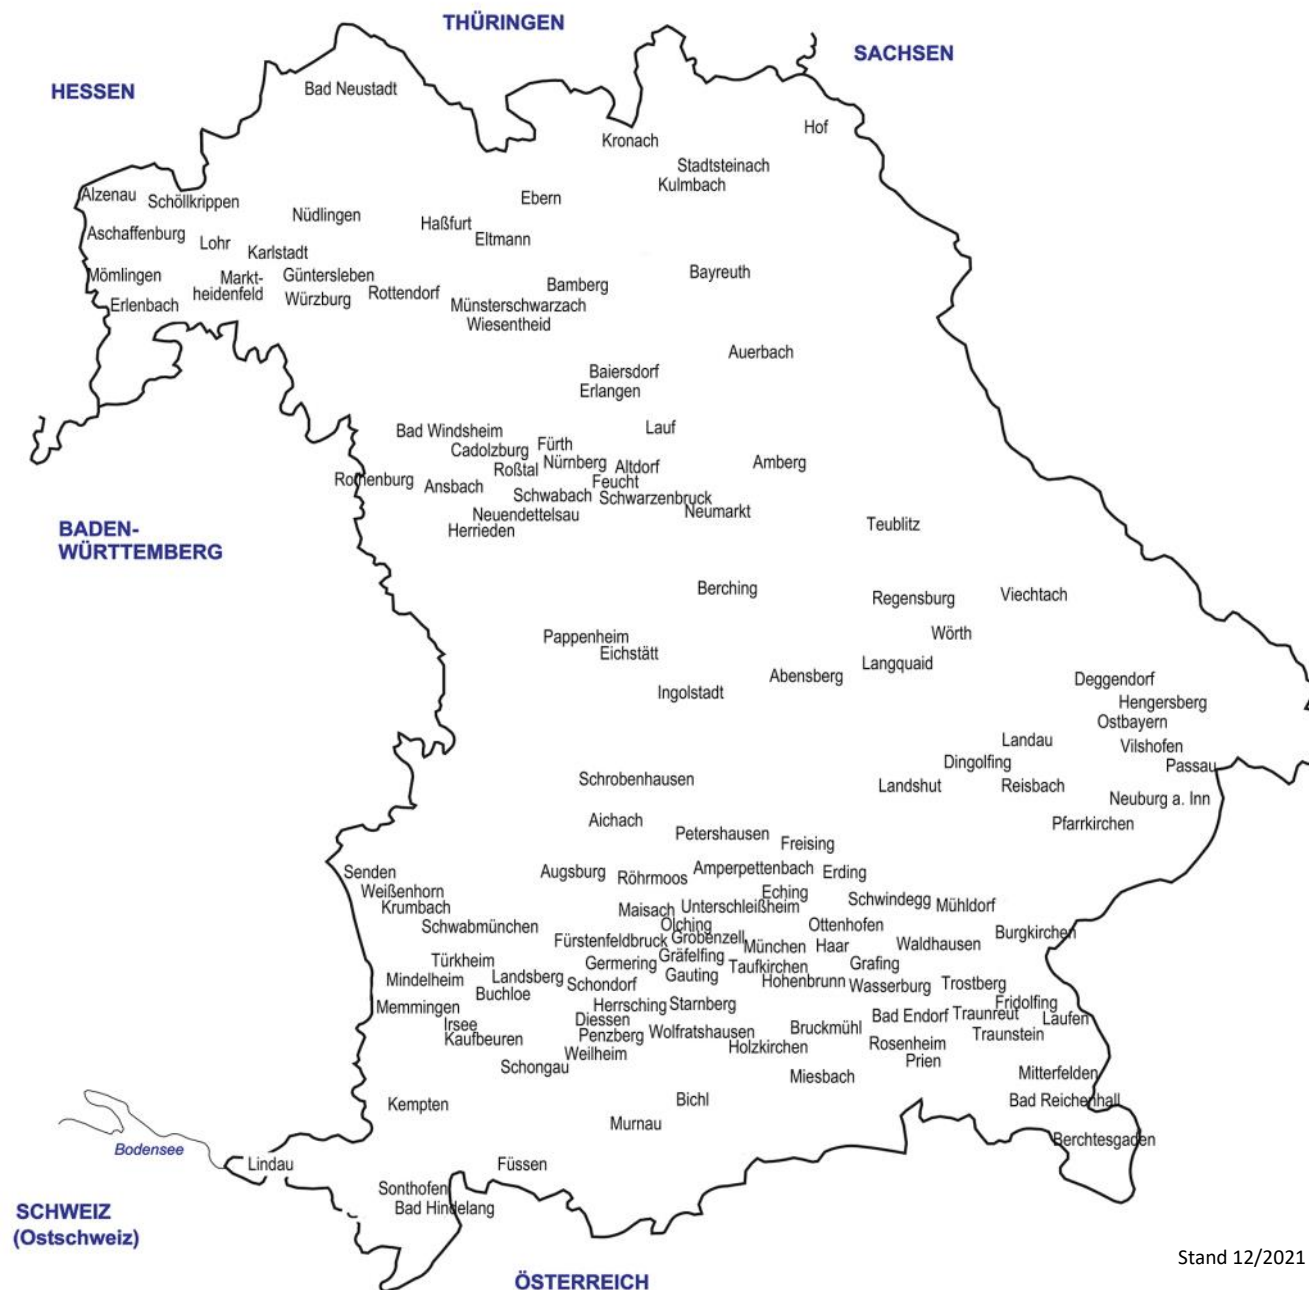 THÜRINGEN
SACHSEN
HESSEN
Bad Neustadt
Hof
Kronach
Stadtsteinach
Kulmbach
Alzenau
Schöllkrippen
Ebern
Nüdlingen
Haßfurt
Eltmann
Aschaffenburg
Lohr
Karlstadt
Mömlingen
Markt-
heidenfeld
Güntersleben
Würzburg
Rottendorf
Bamberg
Bayreuth
Erlenbach
Münsterschwarzach
Wiesentheid
Auerbach
Baiersdorf
Erlangen
Lauf
Bad Windsheim
Cadolzburg
Fürth
Nürnberg
Roßtal
Altdorf
Amberg
Rothenburg
Ansbach
Feucht
Schwabach
Schwarzenbruck
Neuendettelsau
Neumarkt
Herrieden
Teublitz
BADEN-
WÜRTTEMBERG
Berching
Regensburg
Viechtach
Pappenheim
Eichstätt
Wörth
Langquaid
Abensberg
Ingolstadt
Deggendorf
Hengersberg
Ostbayern
Landau
Vilshofen
Dingolfing
Passau
Schrobenhausen
Landshut
Reisbach
Neuburg a. Inn
Aichach
Petershausen
Pfarrkirchen
Freising
Senden
Augsburg
Röhrmoos
Amperpettenbach
Erding
Weißenhorn
Eching
Krumbach
Maisach
Unterschleißheim
Schwindegg
Mühldorf
Schwabmünchen
Olching
Ottenhofen
Burgkirchen
Fürstenfeldbruck
Gröbenzell
München
Haar
Waldhausen
Türkheim
Germering
Gräfelfing
Taufkirchen
Grafing
Mindelheim
Landsberg
Schondorf
Gauting
Hohenbrunn
Wasserburg
Trostberg
Buchloe
Memmingen
Herrsching
Starnberg
Fridolfing
Irsee
Diessen
Bad Endorf
Traunreut
Laufen
Kaufbeuren
Penzberg
Wolfratshausen
Bruckmühl
Traunstein
Weilheim
Holzkirchen
Rosenheim
Schongau
Prien
Miesbach
Mitterfelden
Kempten
Bichl
Bad Reichenhall
Murnau
Berchtesgaden
Bodensee
Lindau
Füssen
Sonthofen
Bad Hindelang
SCHWEIZ
(Ostschweiz)
Stand 12/2021
ÖSTERREICH